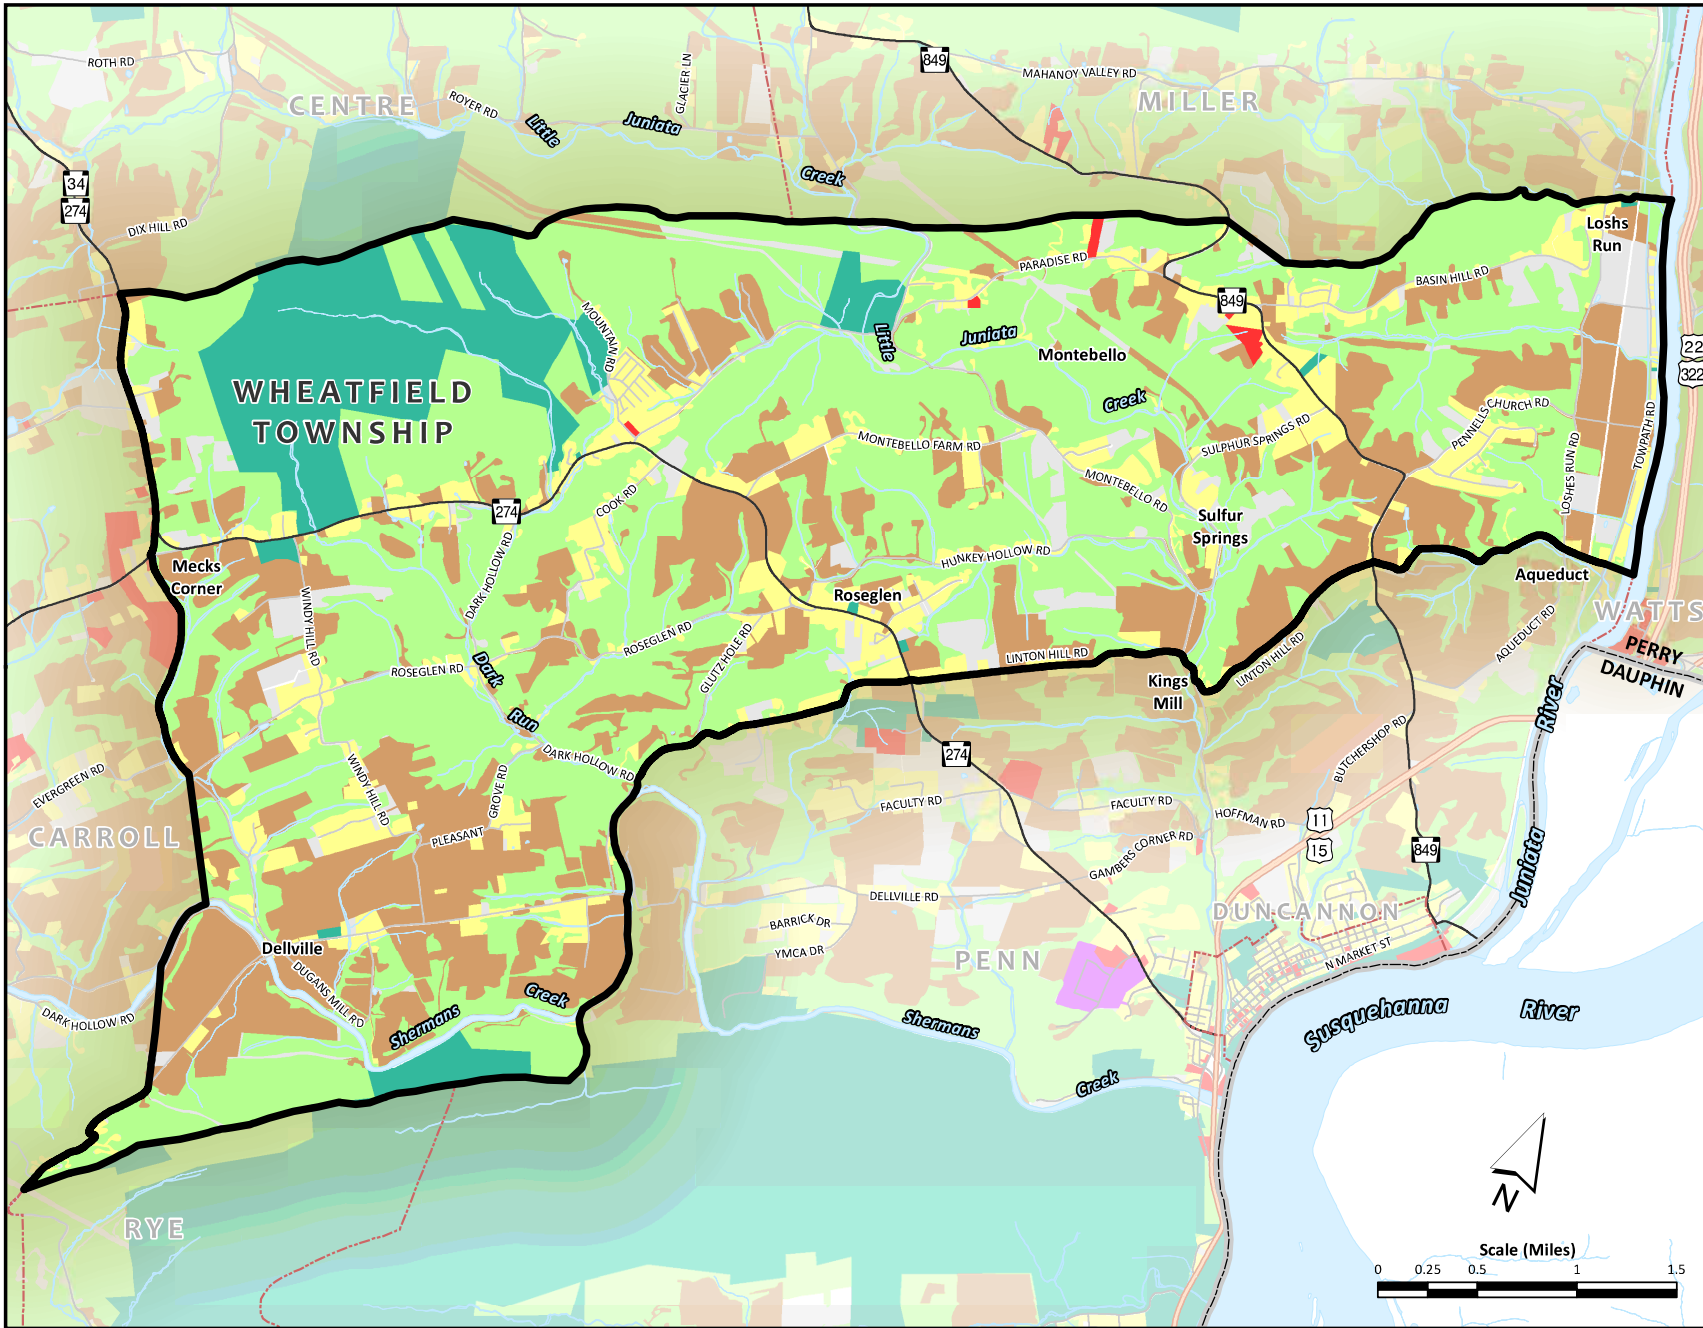 849
ROTH RD
MAHANOY VALLEY RD
GLACIER LN
CENTRE
ROYER RD
MILLER
Little
Juniata
Creek
34
274
DIX HILL RD
Loshs
Run
PARADISE RD
BASIN HILL RD
849
MOUNTAIN RD
Little
Juniata
Montebello
Creek
22
322
WHEATFIELD
TOWNSHIP
PENNELLS CHURCH RD
SULPHUR SPRINGS RD
MONTEBELLO FARM RD
TOWPATH RD
LOSHES RUN RD
MONTEBELLO RD
COOK RD
274
Sulfur
Springs
DARK HOLLOW RD
HUNKEY HOLLOW RD
Mecks
Corner
Aqueduct
Roseglen
WINDY HILL RD
WATTS
ROSEGLEN RD
GLUTZ HOLE RD
AQUEDUCT RD
PERRY
DAUPHIN
LINTON HILL RD
LINTON HILL RD
ROSEGLEN RD
Dark
Run
Kings
Mill
Juniata
River
DARK HOLLOW RD
274
BUTCHERSHOP RD
EVERGREEN RD
WINDY HILL RD
PLEASANT
GROVE RD
FACULTY RD
FACULTY RD
HOFFMAN RD
11
15
CARROLL
GAMBERS CORNER RD
849
DELLVILLE RD
BARRICK DR
YMCA DR
DUNCANNON
N MARKET ST
Dellville
PENN
DUGANS MILL RD
Shermans
Creek
DARK HOLLOW RD
Shermans
Creek
Susquehanna
River
RYE
N
Scale (Miles)
0 0.25 0.5 1 1.5